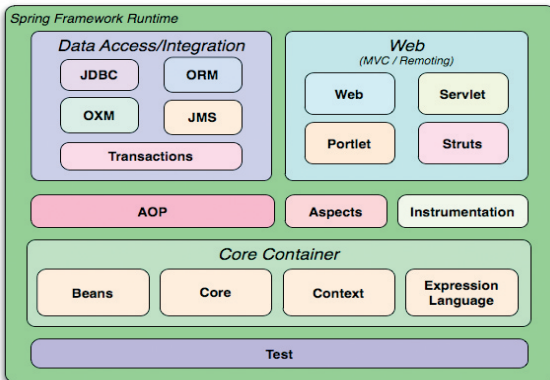 Spring Framework Runtime
Data Access/Integration
JDBC
ORM
OXM
JMS
Transactions
Web
(MVC / Remoting)
Web
Servlet
Portlet
Struts
AOP
Aspects
Instrumentation
Core Container
Beans
Core
Context
Expression
Language
Test